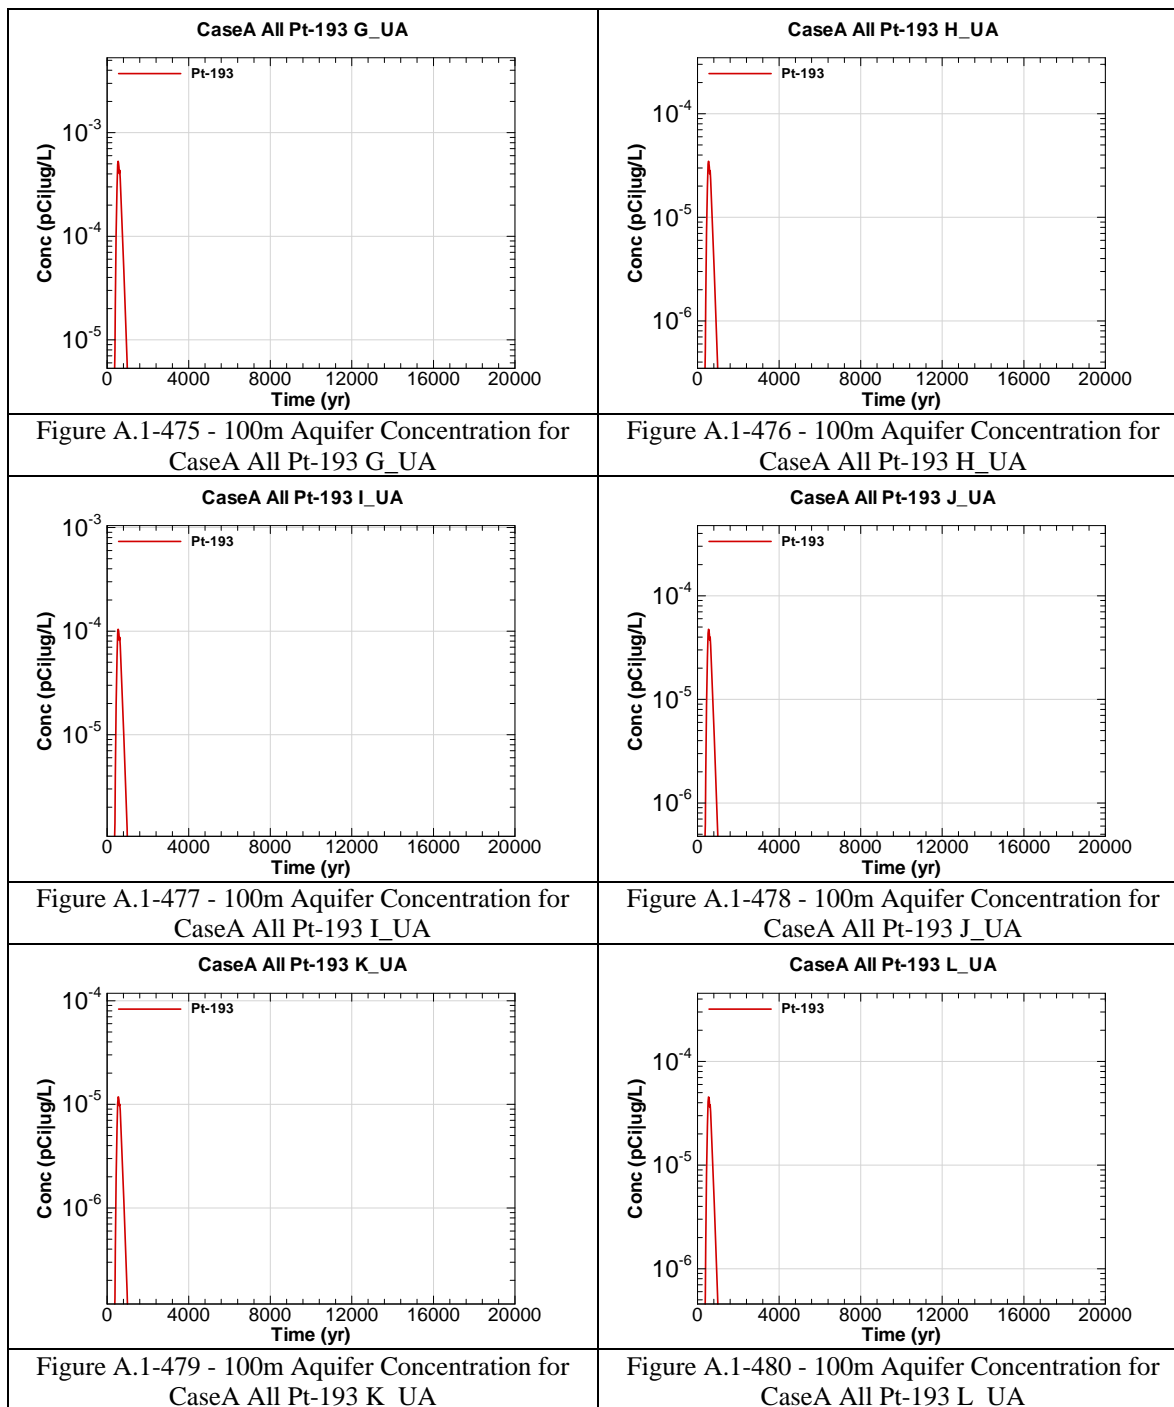 CaseA All Pt-193 G_UA
Pt-193
10-3
10-4
10-5
Conc (pCi|ug/L)
0 4000 8000 12000 16000 20000
Time (yr)
Figure A.1-475 - 100m Aquifer Concentration for
CaseA All Pt-193 G_UA
CaseA All Pt-193 H_UA
Pt-193
10-4
10-5
10-6
Conc (pCi|ug/L)
0 4000 8000 12000 16000 20000
Time (yr)
Figure A.1-476 - 100m Aquifer Concentration for
CaseA All Pt-193 H_UA
CaseA All Pt-193 I_UA
Pt-193
10-3
10-4
10-5
Conc (pCi|ug/L)
0 4000 8000 12000 16000 20000
Time (yr)
Figure A.1-477 - 100m Aquifer Concentration for
CaseA All Pt-193 I_UA
CaseA All Pt-193 J_UA
Pt-193
10-4
10-5
10-6
Conc (pCi|ug/L)
0 4000 8000 12000 16000 20000
Time (yr)
Figure A.1-478 - 100m Aquifer Concentration for
CaseA All Pt-193 J_UA
CaseA All Pt-193 K_UA
Pt-193
10-4
10-5
10-6
Conc (pCi|ug/L)
0 4000 8000 12000 16000 20000
Time (yr)
Figure A.1-479 - 100m Aquifer Concentration for
CaseA All Pt-193 K_UA
CaseA All Pt-193 L_UA
Pt-193
10-4
10-5
10-6
Conc (pCi|ug/L)
0 4000 8000 12000 16000 20000
Time (yr)
Figure A.1-480 - 100m Aquifer Concentration for
CaseA All Pt-193 L_UA